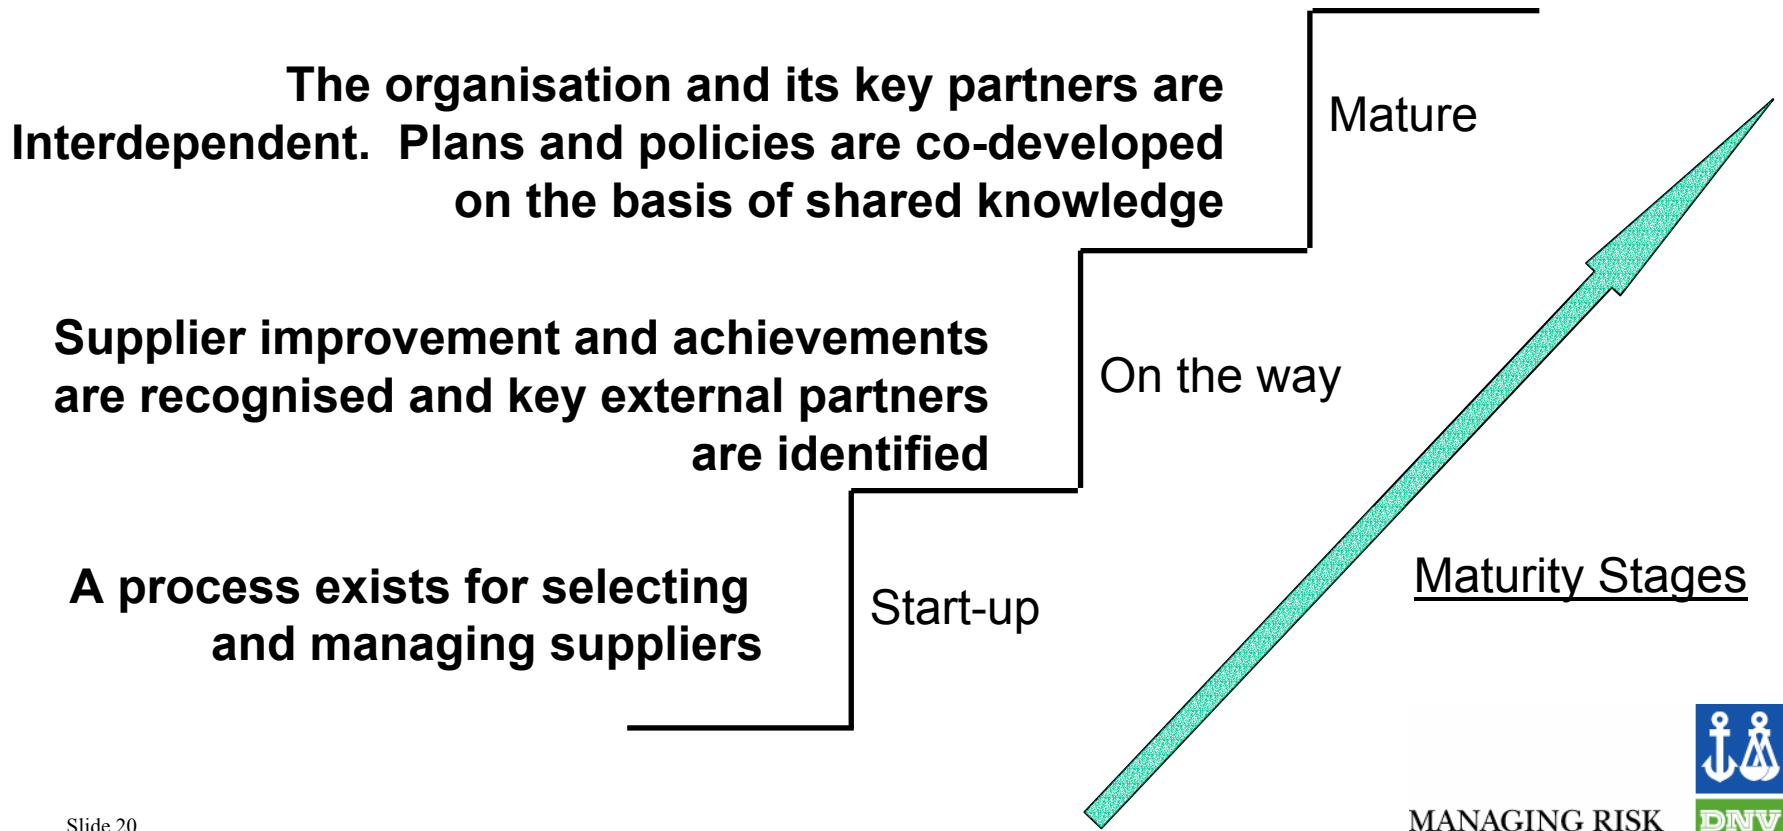 The organisation and its key partners are
Interdependent.  Plans and policies are co-developed
on the basis of shared knowledge
Mature
Supplier improvement and achievements
are recognised and key external partners
are identified
On the way
A process exists for selecting
and managing suppliers
Start-up
Maturity Stages
Slide 20
MANAGING RISK
DNV